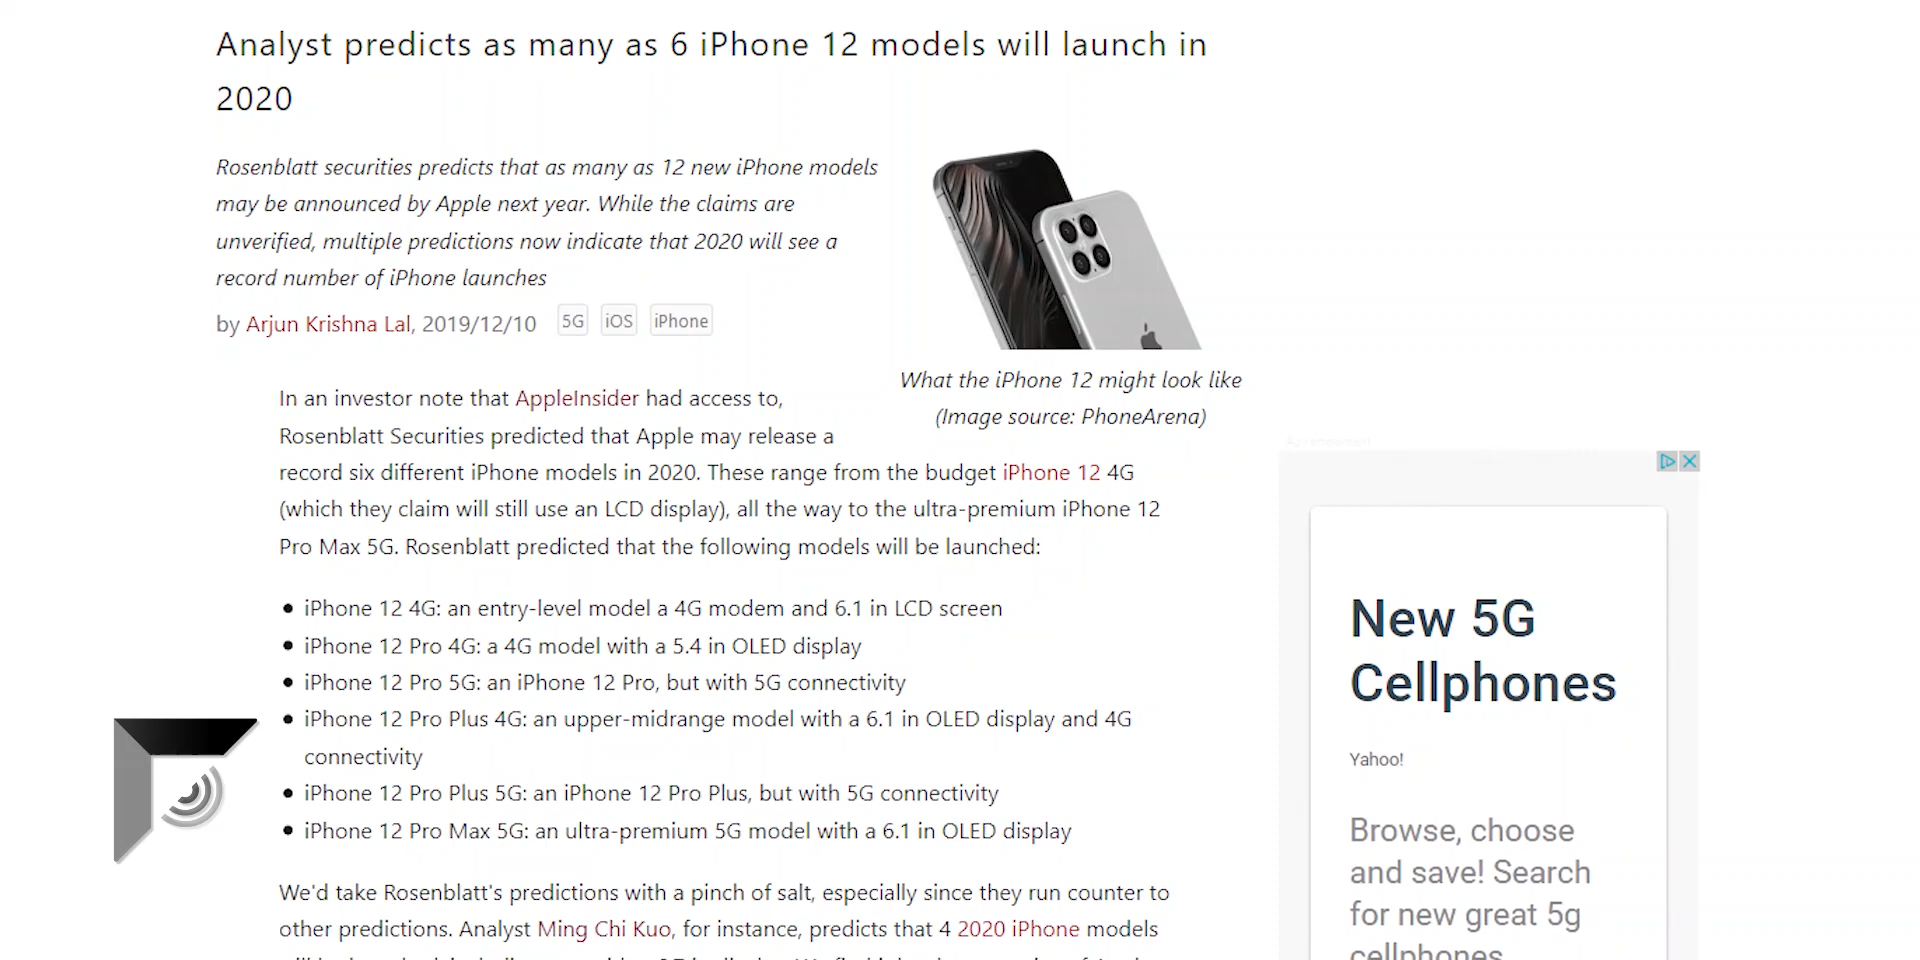 Analyst predicts as many as 6 iPhone 12 models will launch in
2020
Rosenblatt securities predicts that as many as 12 new iPhone models
may be announced by Apple next year. While the claims are
unverified, multiple predictions now indicate that 2020 will see a
record number of iPhone launches
by Arjun Krishna Lal, 2019/12/10 5G iOS iPhone
What the iPhone 12 might look like
(Image source: PhoneArena)
In an investor note that AppleInsider had access to,
Rosenblatt Securities predicted that Apple may release a
record six different iPhone models in 2020. These range from the budget iPhone 12 4G
(which they claim will still use an LCD display), all the way to the ultra-premium iPhone 12
Pro Max 5G. Rosenblatt predicted that the following models will be launched:
• iPhone 12 4G: an entry-level model a 4G modem and 6.1 in LCD screen
• iPhone 12 Pro 4G: a 4G model with a 5.4 in OLED display
• iPhone 12 Pro 5G: an iPhone 12 Pro, but with 5G connectivity
• iPhone 12 Pro Plus 4G: an upper-midrange model with a 6.1 in OLED display and 4G
connectivity
• iPhone 12 Pro Plus 5G: an iPhone 12 Pro Plus, but with 5G connectivity
• iPhone 12 Pro Max 5G: an ultra-premium 5G model with a 6.1 in OLED display
We'd take Rosenblatt's predictions with a pinch of salt, especially since they run counter to
other predictions. Analyst Ming Chi Kuo, for instance, predicts that 4 2020 iPhone models
Advertisement
New 5G
Cellphones
Yahoo!
Browse, choose
and save! Search
for new great 5g
cellphones